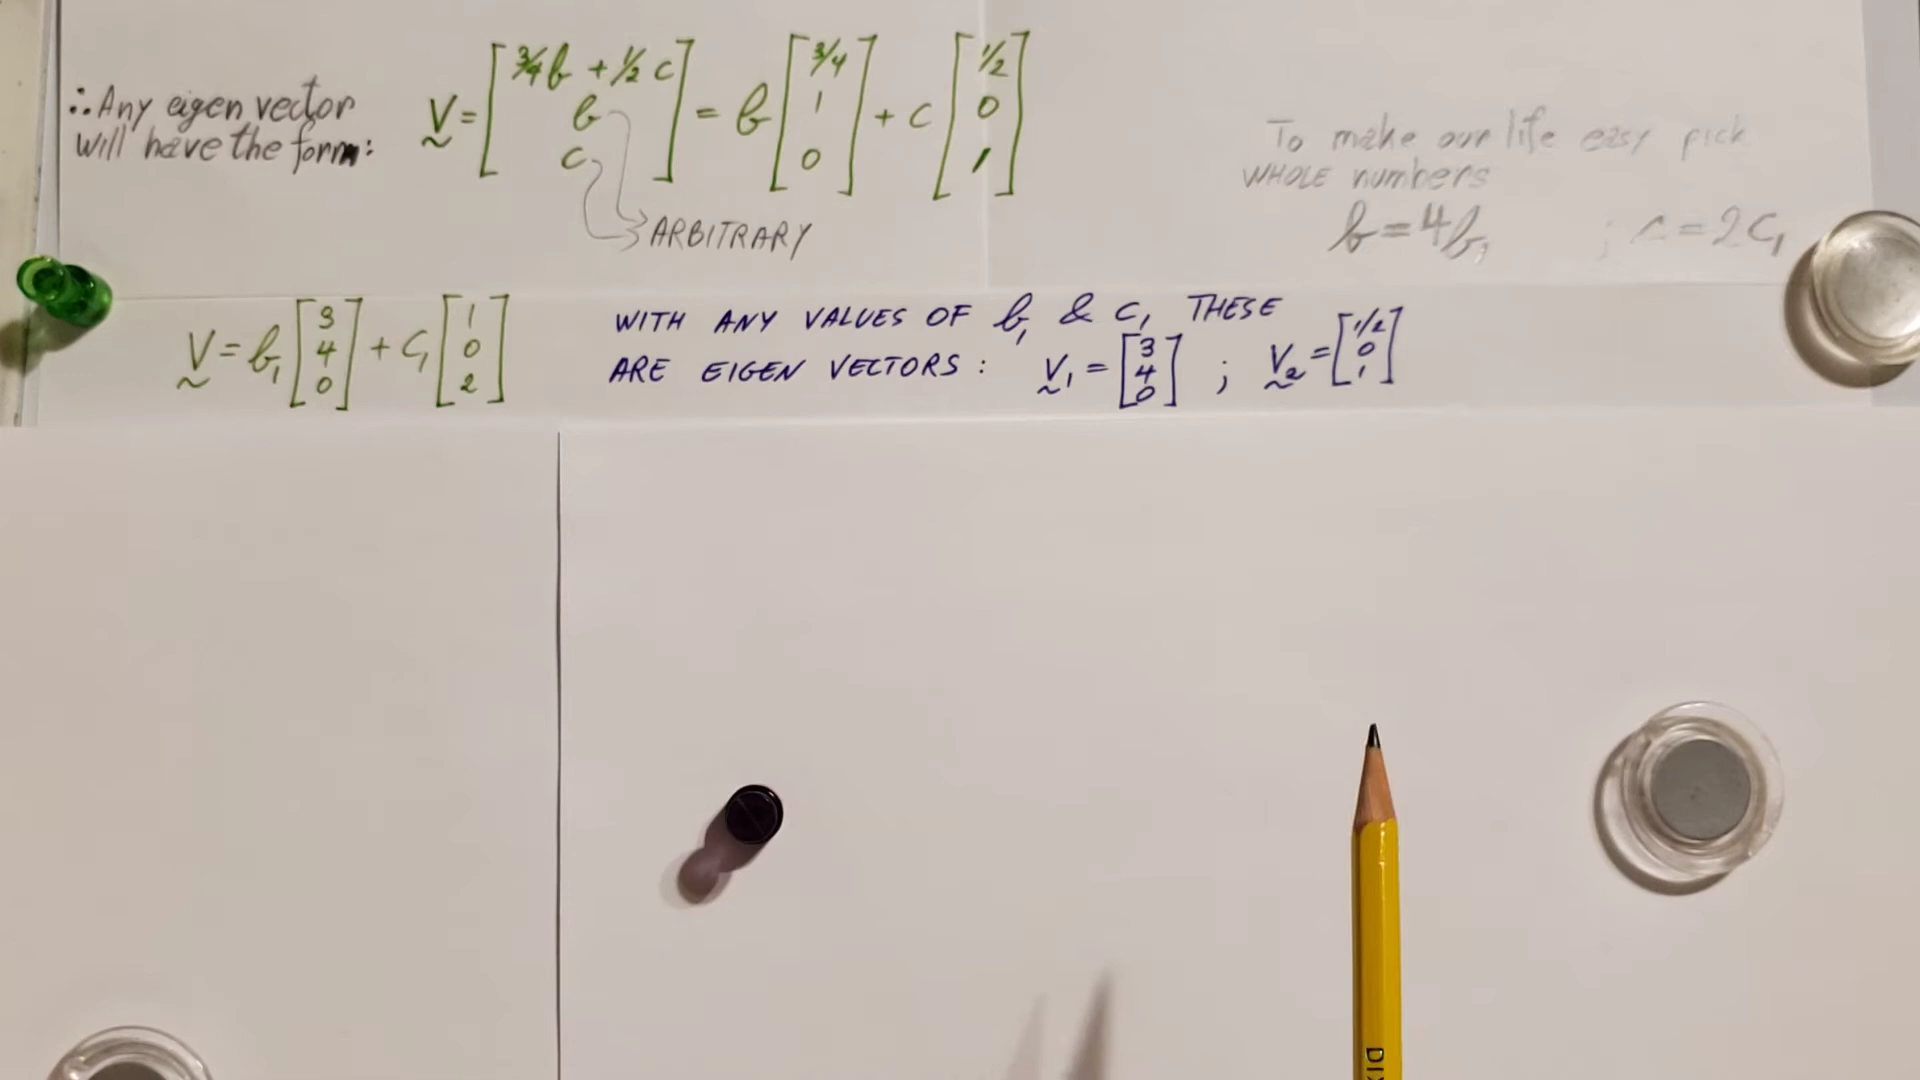 ∴ Any eigen vector
will have the form:
V = [3/4 b + 1/2 c
b
c] = b [3/4
1
0] + c [1/2
0
1]
ARBITRARY
To make our life easy pick
WHOLE numbers
b = 4b₁ ; c = 2c₁
V = b₁ [3
4
0] + c₁ [1
0
2]
WITH ANY VALUES OF b₁ & c₁ THESE
ARE EIGEN VECTORS: V₁ = [3
4
0] ; V₂ = [1/2
0
1]
DIX